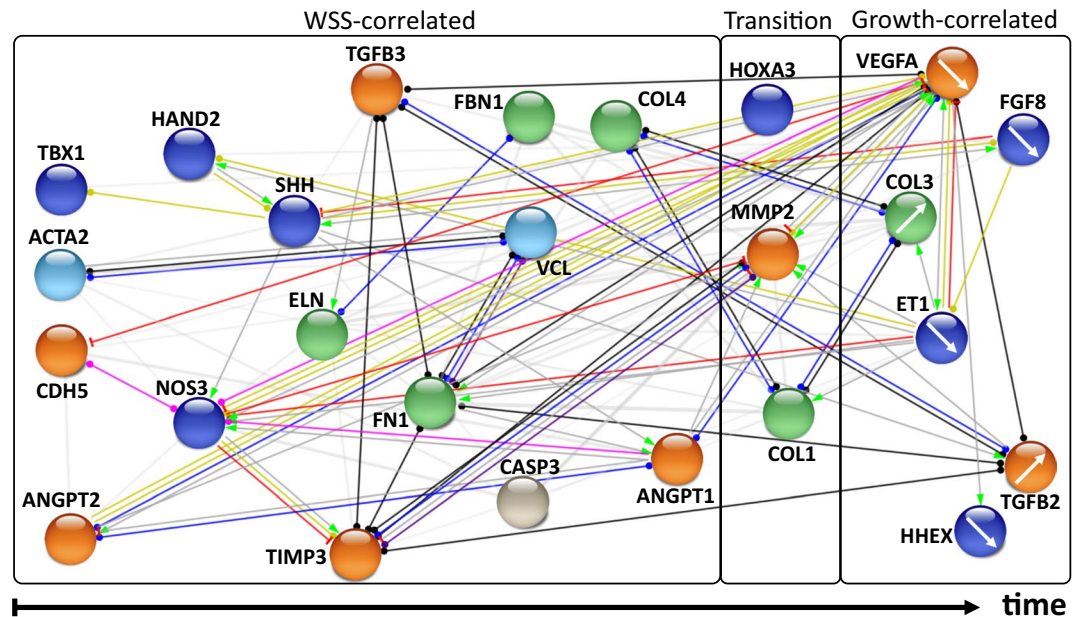 WSS-correlated
Transition
Growth-correlated
TGFB3
VEGFA
HOXA3
FBN1
COL4
FGF8
HAND2
TBX1
SHH
COL3
MMP2
ACTA2
VCL
ELN
ET1
CDH5
NOS3
FN1
COL1
CASP3
ANGPT2
ANGPT1
TGFB2
HHEX
TIMP3
time